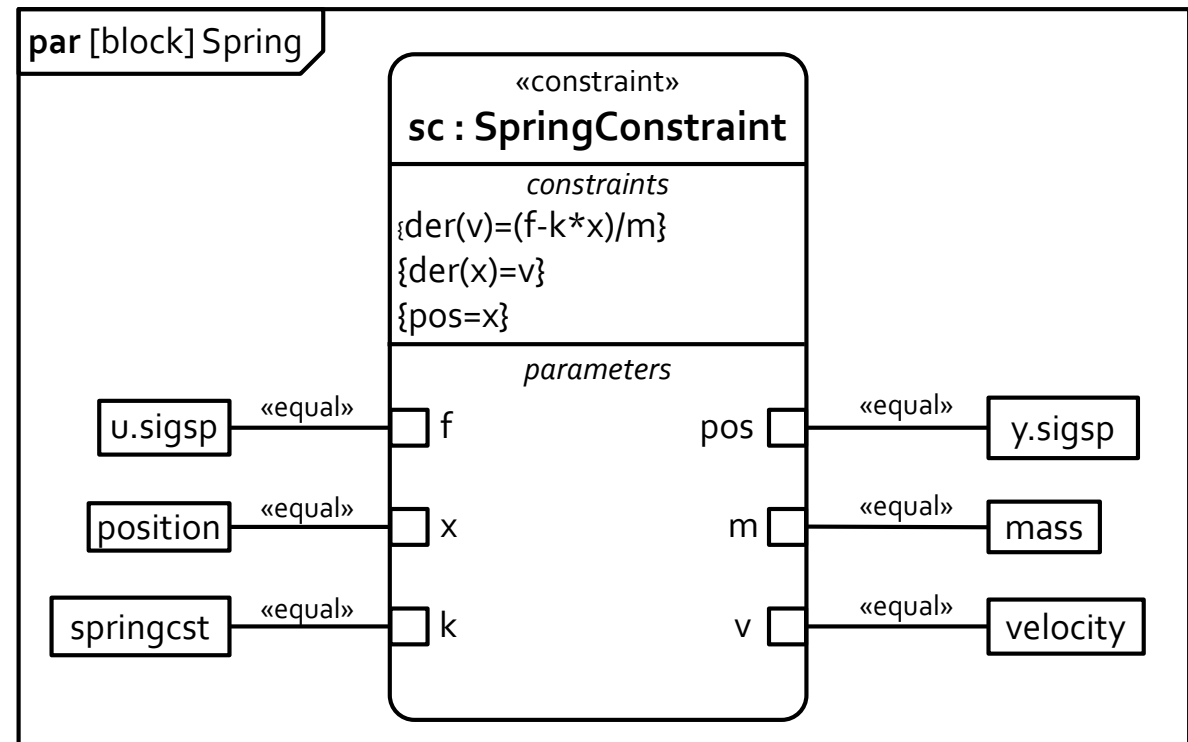 par [block] Spring
«constraint»
sc : SpringConstraint
constraints
{der(v)=(f-k*x)/m}
{der(x)=v}
{pos=x}
parameters
u.sigsp «equal» f
pos «equal» y.sigsp
position «equal» x
m «equal» mass
springcst «equal» k
v «equal» velocity